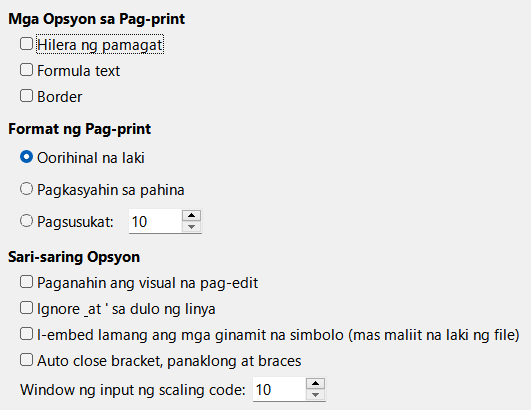 Mga Opsyon sa Pag-print
Hilera ng pamagat
Formula text
Border
Format ng Pag-print
Oorihinal na laki
Pagkasyahin sa pahina
Pagsusukat: 10
Sari-saring Opsyon
Paganahin ang visual na pag-edit
Ignore _at ' sa dulo ng linya
I-embed lamang ang mga ginamit na simbolo (mas maliit na laki ng file)
Auto close bracket, panaklong at braces
Window ng input ng scaling code: 10